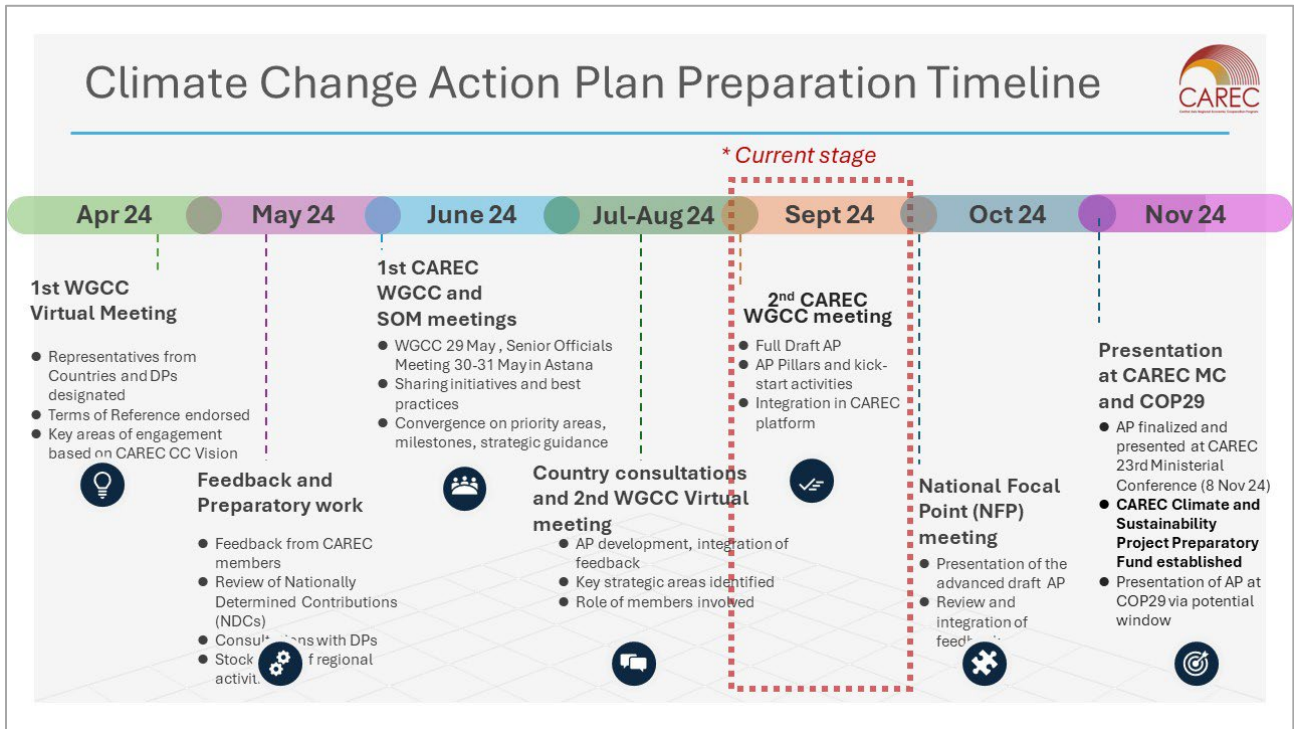 Climate Change Action Plan Preparation Timeline
CAREC
* Current stage
Apr 24
May 24
June 24
Jul-Aug 24
Sept 24
Oct 24
Nov 24
1st WGCC
Virtual Meeting
● Representatives from
Countries and DPs
designated
● Terms of Reference endorsed
● Key areas of engagement
based on CAREC CC Vision
Feedback and
Preparatory work
● Feedback from CAREC
members
● Review of Nationally
Determined Contributions
(NDCs)
● with DPs
● Stock regional
1st CAREC
WGCC and
SOM meetings
● WGCC 29 May , Senior Officials
Meeting 30-31 May in Astana
● Sharing initiatives and best
practices
● Convergence on priority areas,
milestones, strategic guidance
Country consultations
and 2nd WGCC Virtual
meeting
● AP development, integration of
feedback
● Key strategic areas identified
● Role of members involved
2nd CAREC
WGCC meeting
● Full Draft AP
● AP Pillars and kick-
start activities
● Integration in CAREC
platform
National Focal
Point (NFP)
meeting
● Presentation of the
advanced draft AP
● Review and
integration of
Presentation
at CAREC MC
and COP29
● AP finalized and
presented at CAREC
23rd Ministerial
Conference (8 Nov 24)
● CAREC Climate and
Sustainability
Project Preparatory
Fund established
● Presentation of AP at
COP29 via potential
window